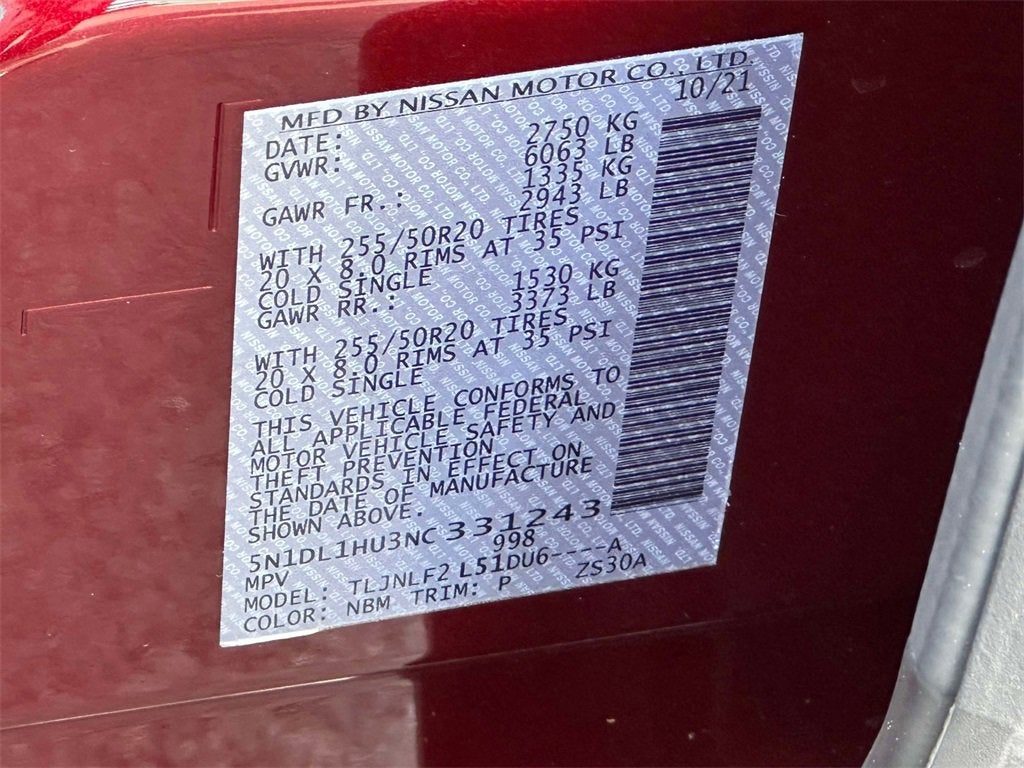 MFD BY NISSAN MOTOR CO., LTD.
DATE: 10/21
GVWR: 2750 KG
6063 LB
GAWR FR.: 1335 KG
2943 LB
WITH 255/50R20 TIRES
20 X 8.0 RIMS AT 35 PSI
COLD SINGLE
GAWR RR.: 1530 KG
3373 LB
WITH 255/50R20 TIRES
20 X 8.0 RIMS AT 35 PSI
COLD SINGLE
THIS VEHICLE CONFORMS TO
ALL APPLICABLE FEDERAL
MOTOR VEHICLE SAFETY AND
THEFT PREVENTION
STANDARDS IN EFFECT ON
THE DATE OF MANUFACTURE
SHOWN ABOVE.
5N1DL1HU3NC331243
MPV 998
MODEL: TLJNLF2 L51DU6----A
COLOR: NBM TRIM: P ZS30A